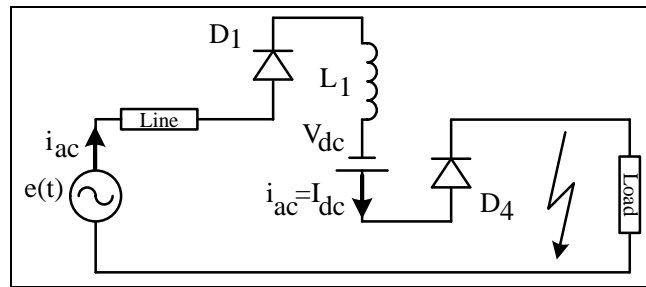 D1
L1
Line
Vdc
iac
e(t)
iac=Idc
D4
Load